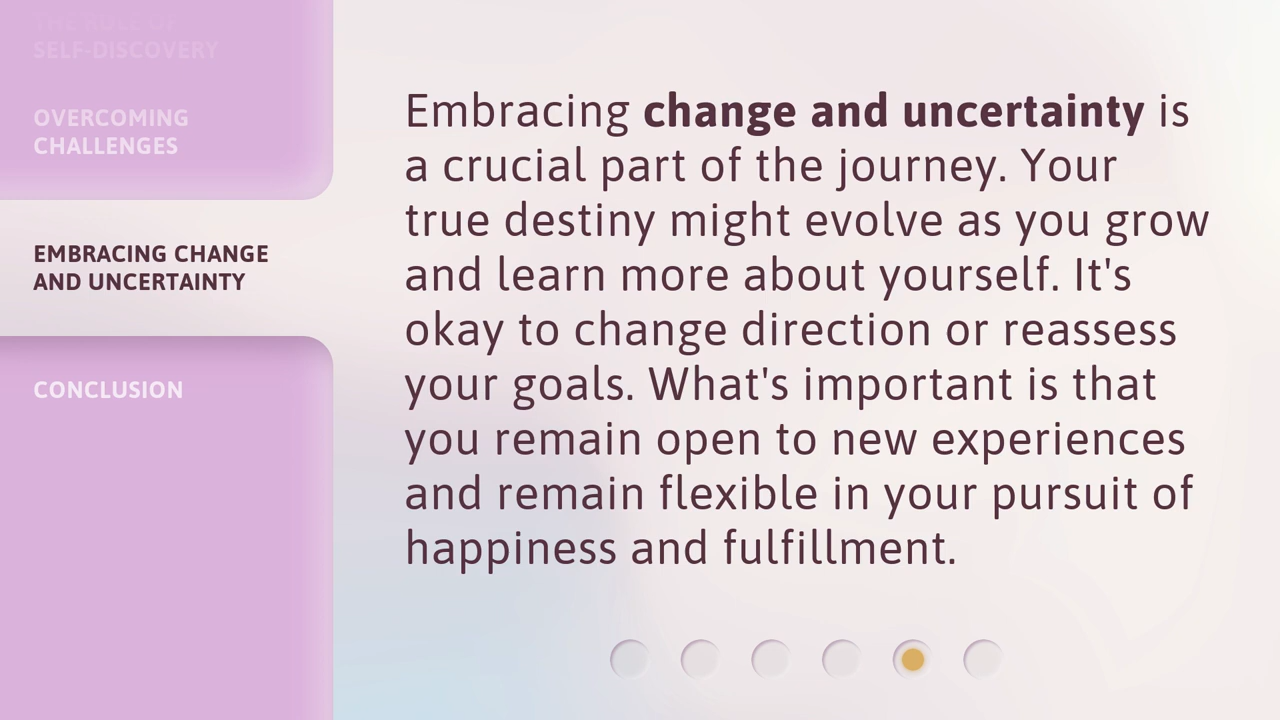 THE ROLE OF
SELF-DISCOVERY
OVERCOMING
CHALLENGES
EMBRACING CHANGE
AND UNCERTAINTY
CONCLUSION
Embracing change and uncertainty is
a crucial part of the journey. Your
true destiny might evolve as you grow
and learn more about yourself. It's
okay to change direction or reassess
your goals. What's important is that
you remain open to new experiences
and remain flexible in your pursuit of
happiness and fulfillment.